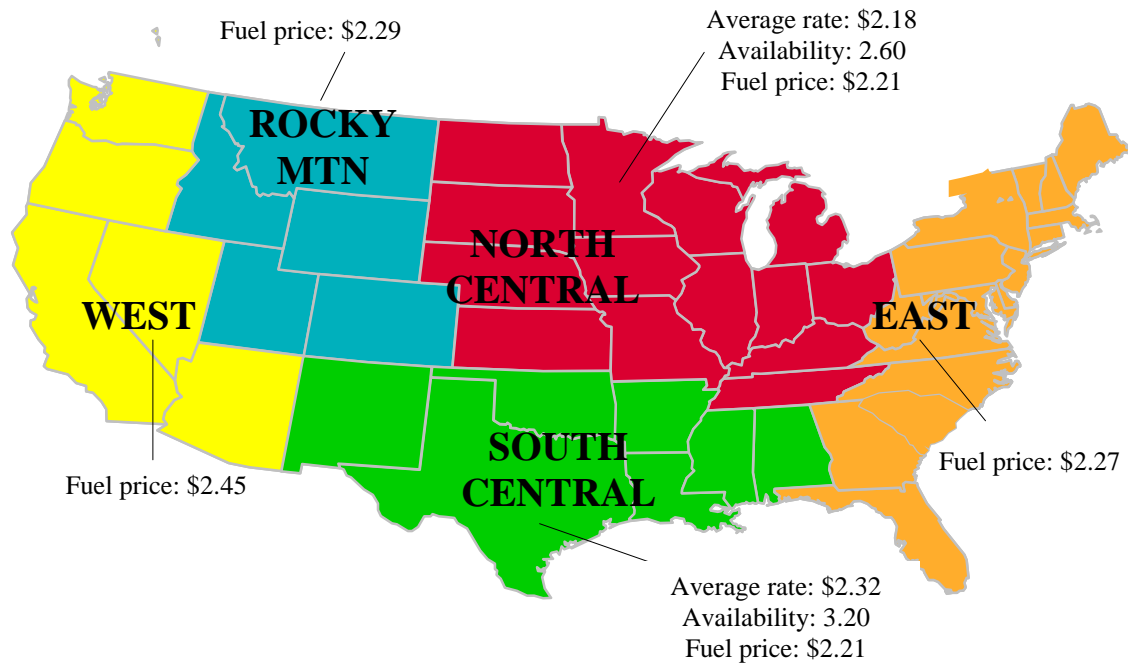 Average rate: $2.18
Fuel price: $2.29
Availability: 2.60
Fuel price: $2.21
ROCKY
MTN
NORTH
CENTRAL
WEST
EAST
SOUTH
CENTRAL
Fuel price: $2.45
Fuel price: $2.27
Average rate: $2.32
Availability: 3.20
Fuel price: $2.21